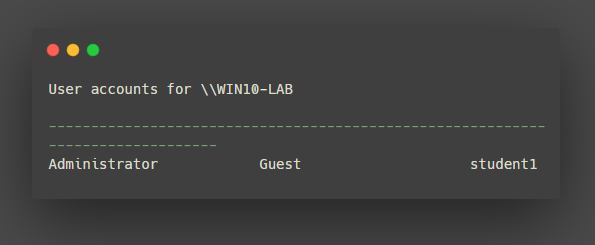 User accounts for \\WIN10-LAB
-----------------------------------------------------------
--------------------
Administrator            Guest                    student1